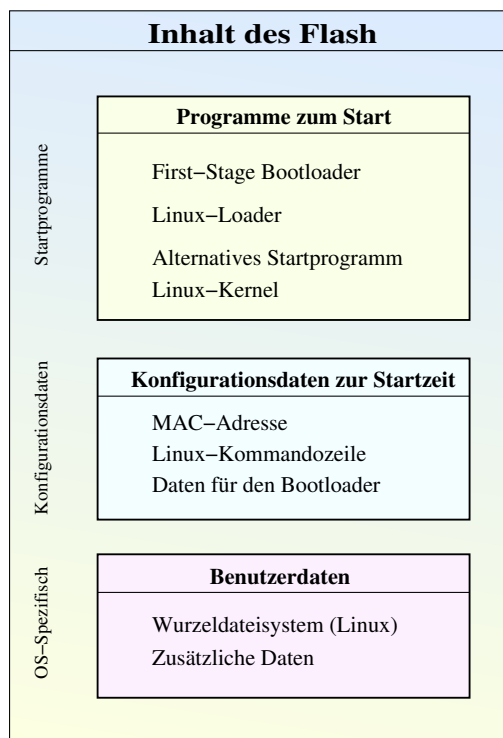 Inhalt des Flash
Startprogramme
Programme zum Start
First−Stage Bootloader
Linux−Loader
Alternatives Startprogramm
Linux−Kernel
Konfigurationsdaten
Konfigurationsdaten zur Startzeit
MAC−Adresse
Linux−Kommandozeile
Daten für den Bootloader
OS−Spezifisch
Benutzerdaten
Wurzeldateisystem (Linux)
Zusätzliche Daten